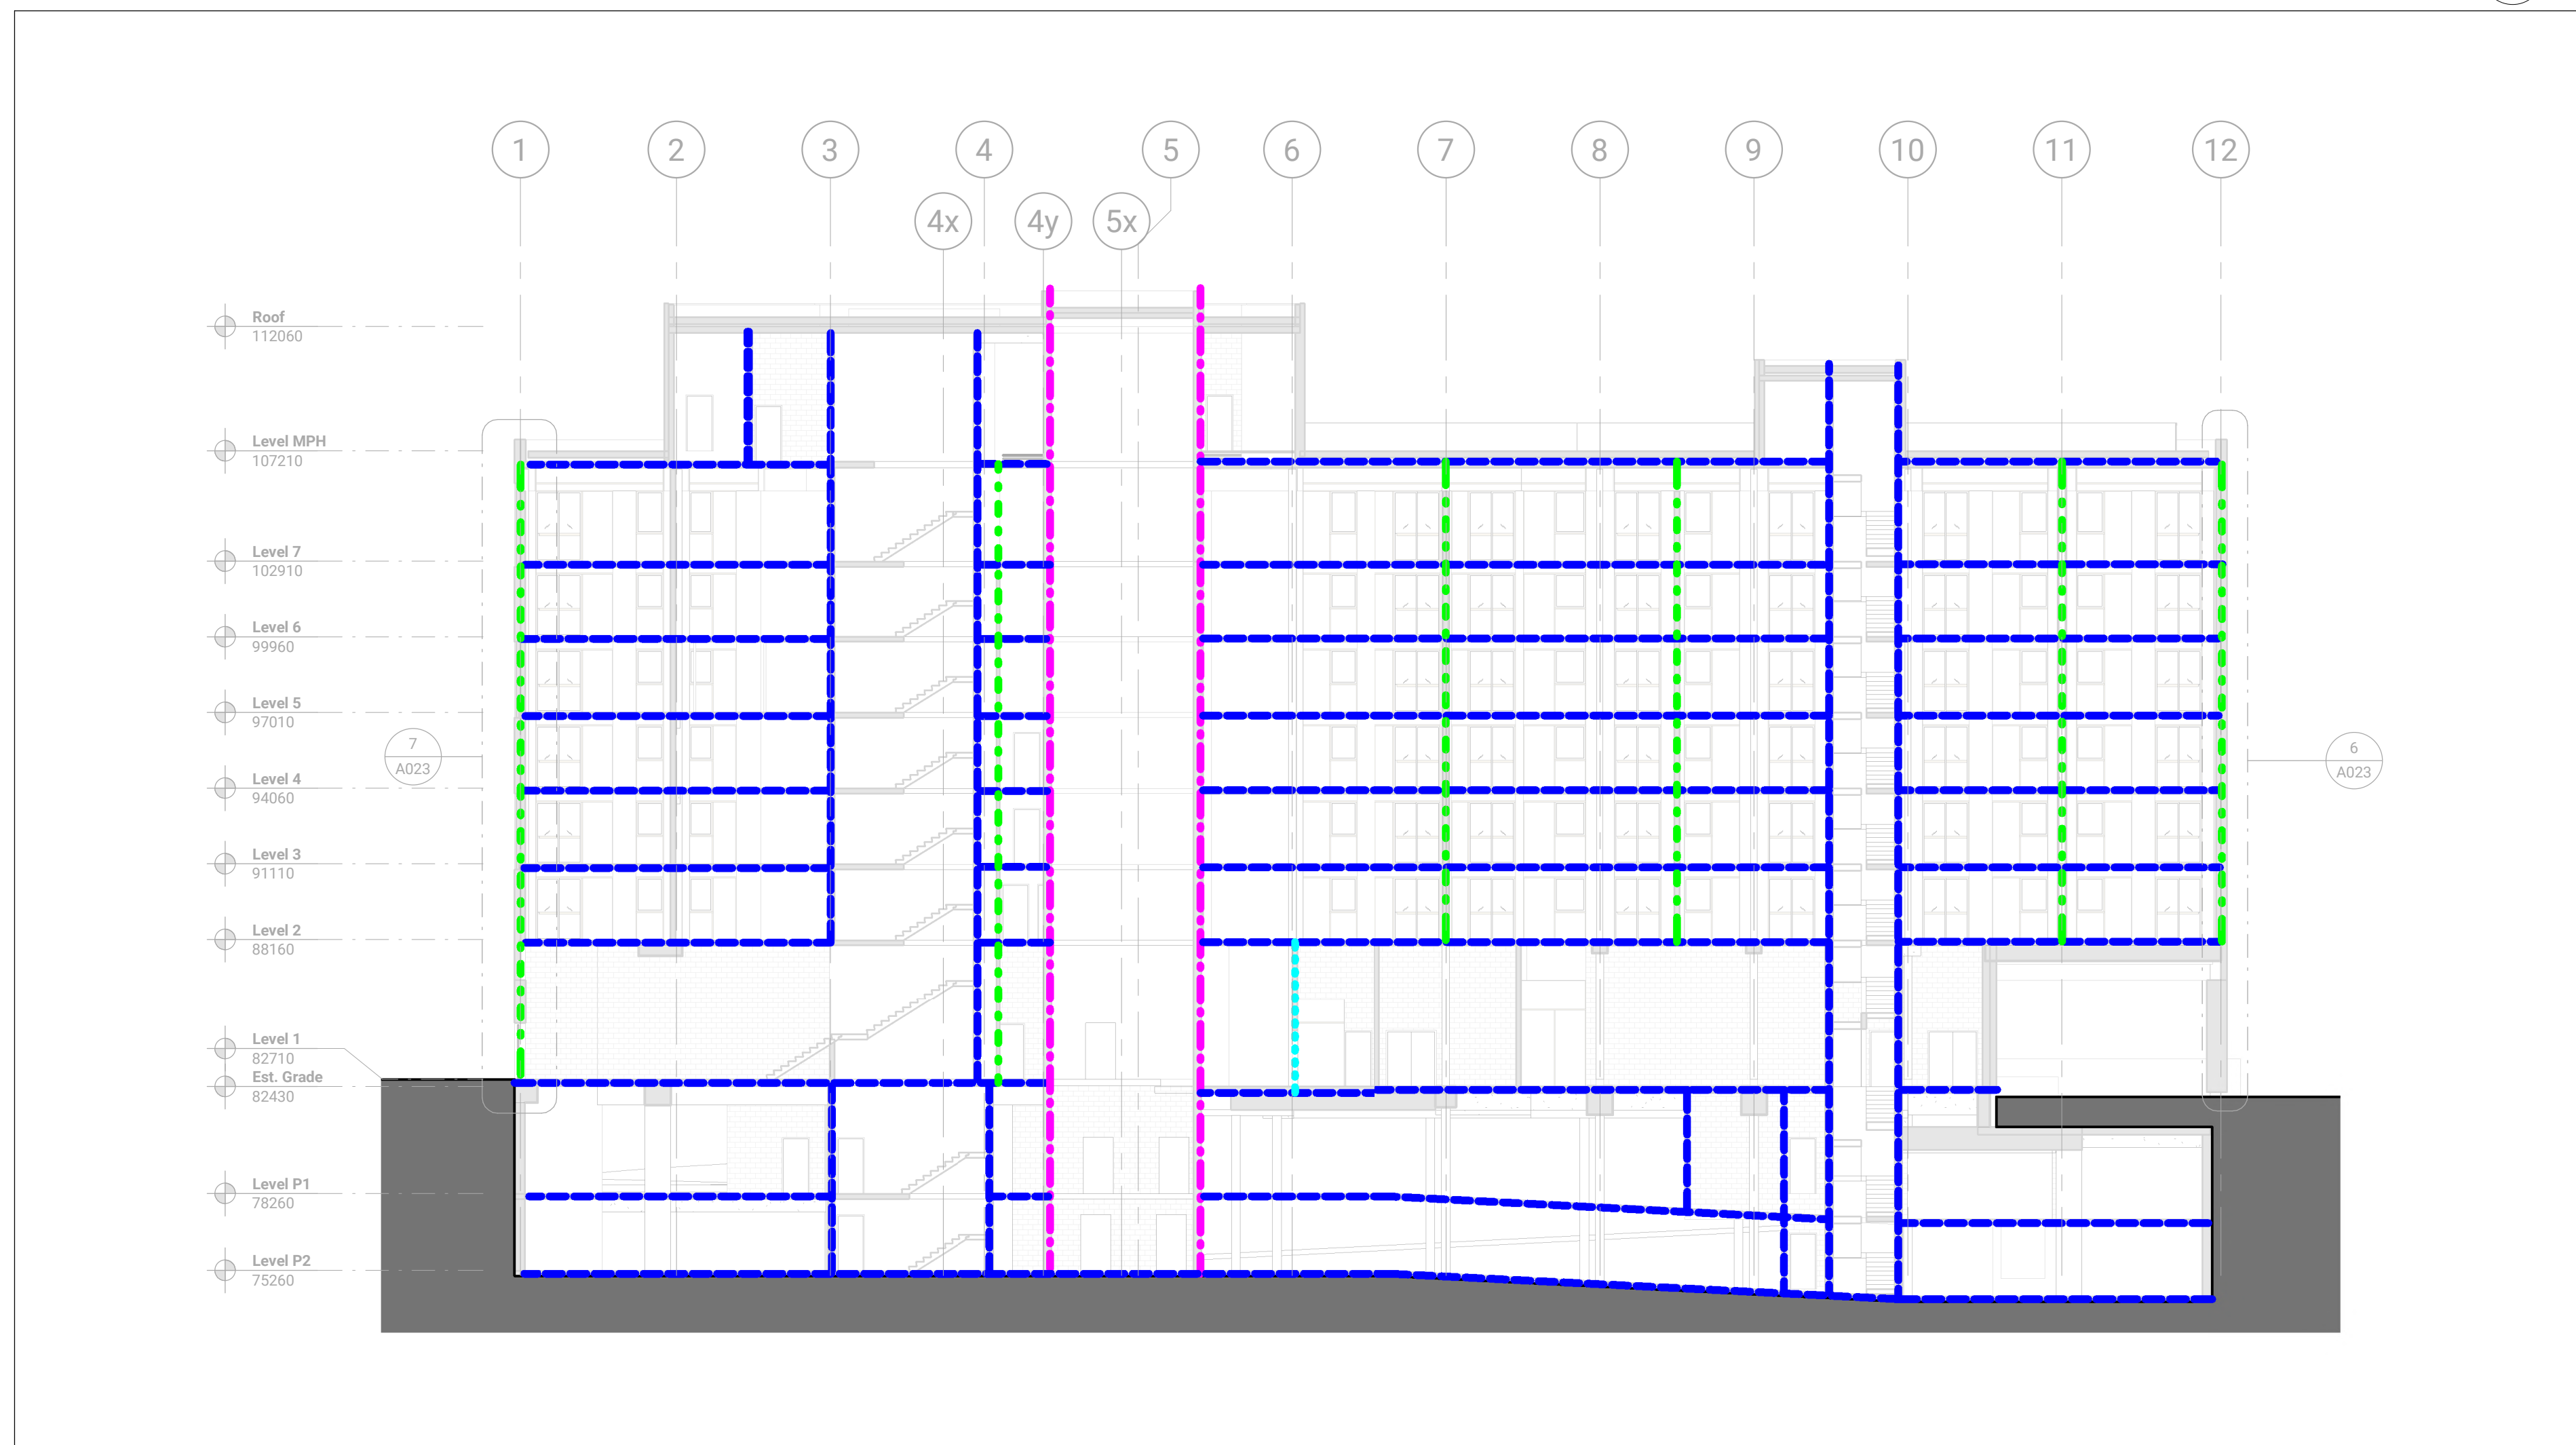 1 2 3 4 5 6 7 8 9 10 11 12
4x 4y 5x
Roof
112060
Level MPH
107210
Level 7
102910
Level 6
99960
Level 5
97010
7
A023
6
A023
Level 4
94060
Level 3
91110
Level 2
88160
Level 1
82710
Est. Grade
82430
Level P1
78260
Level P2
75260